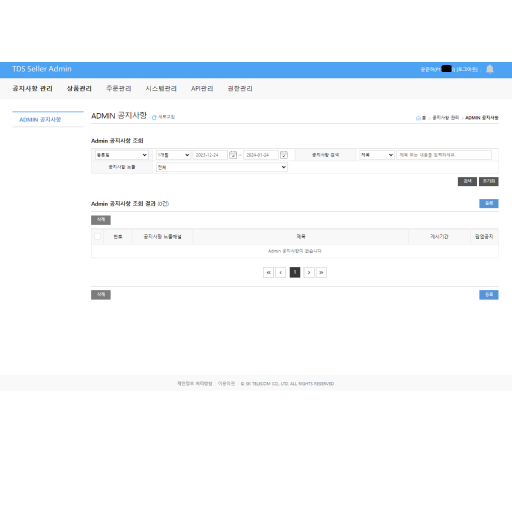 TDS Seller Admin
(로그아웃)
공지사항 관리 상품관리 주문관리 시스템관리 API관리 권한관리
ADMIN 공지사항
ADMIN 공지사항 새로고침
홈 > 공지사항 관리 > ADMIN 공지사항
Admin 공지사항 조회
등록일 1개월 2023-12-24 ~ 2024-01-24 공지사항 검색 제목 제목 또는 내용을 입력하세요.
공지사항 노출 전체
검색 초기화
Admin 공지사항 조회 결과 (0건) 등록
삭제
번호 공지사항 노출채널 제목 게시기간 팝업공지
Admin 공지사항이 없습니다.
« ‹ 1 › »
삭제 등록
개인정보 처리방침 이용약관 © SK TELECOM CO., LTD. ALL RIGHTS RESERVED